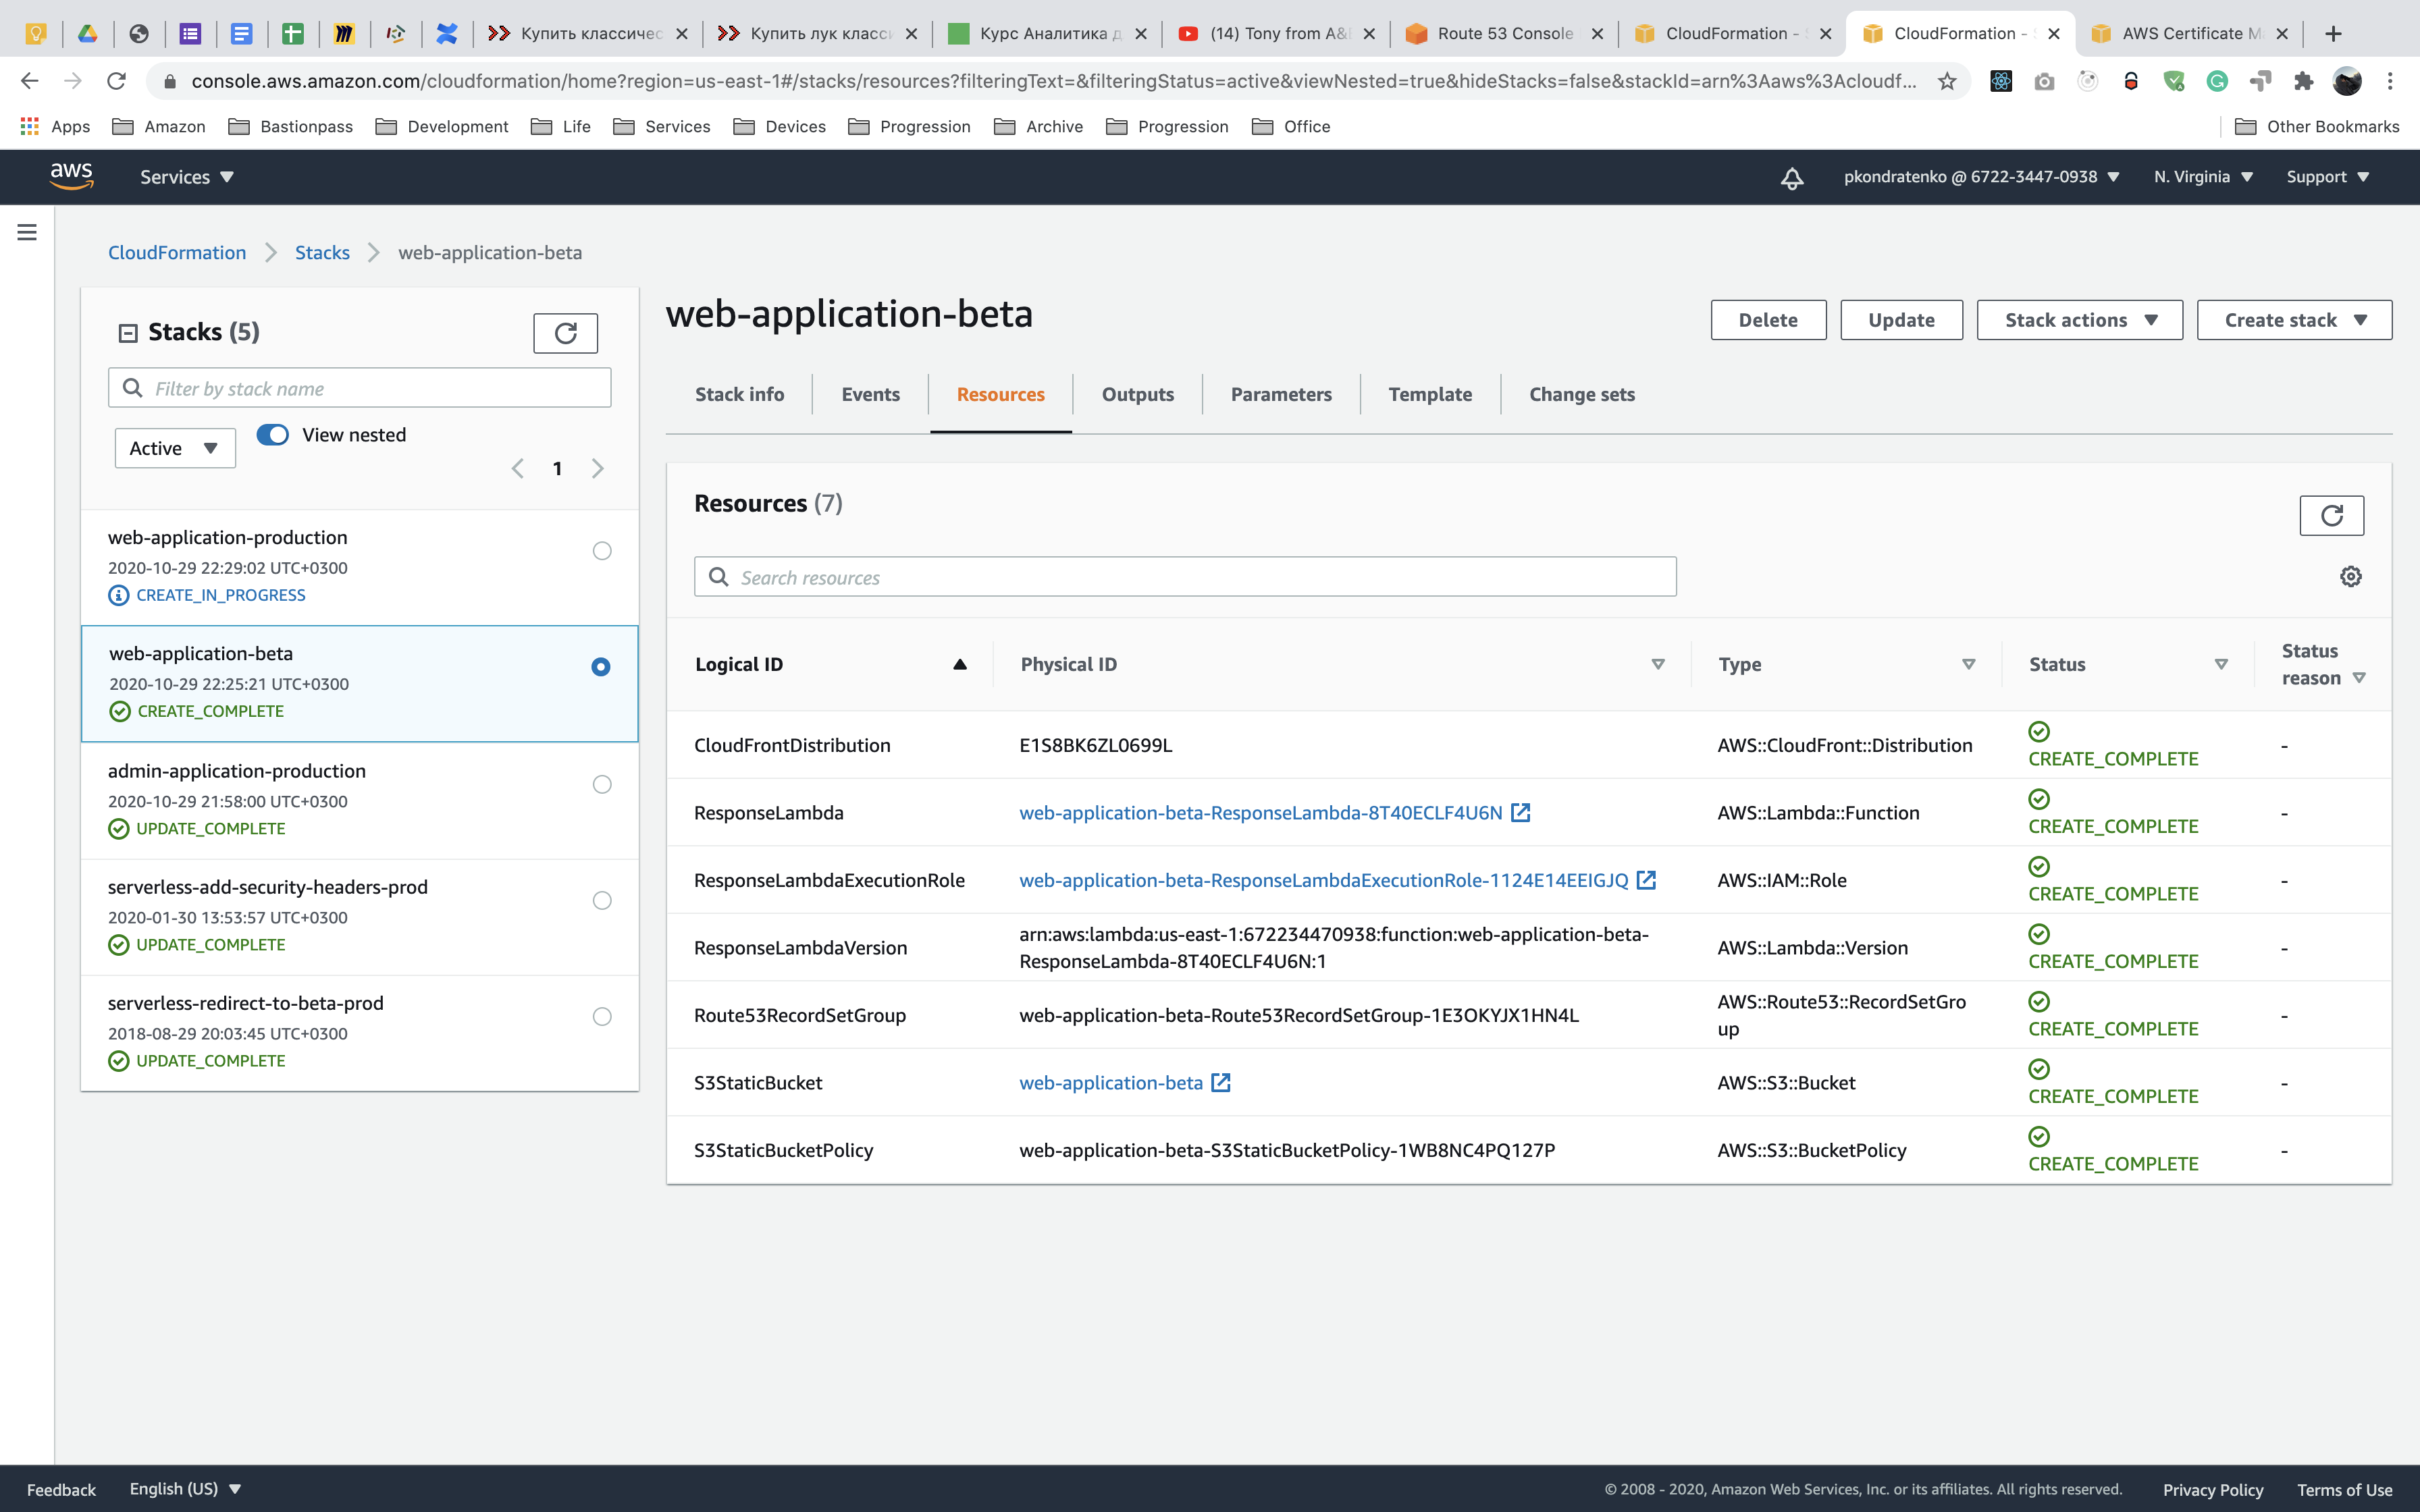 Купить классичес
Купить лук класси
Курс Аналитика д
(14) Tony from A&
Route 53 Console
CloudFormation -
CloudFormation -
AWS Certificate M
console.aws.amazon.com/cloudformation/home?region=us-east-1#/stacks/resources?filteringText=&filteringStatus=active&viewNested=true&hideStacks=false&stackId=arn%3Aaws%3Acloudf...
Apps
Amazon
Bastionpass
Development
Life
Services
Devices
Progression
Archive
Progression
Office
Other Bookmarks
aws
Services
pkondratenko @ 6722-3447-0938
N. Virginia
Support
CloudFormation
Stacks
web-application-beta
Stacks (5)
Filter by stack name
Active
View nested
1
web-application-production
2020-10-29 22:29:02 UTC+0300
CREATE_IN_PROGRESS
web-application-beta
2020-10-29 22:25:21 UTC+0300
CREATE_COMPLETE
admin-application-production
2020-10-29 21:58:00 UTC+0300
UPDATE_COMPLETE
serverless-add-security-headers-prod
2020-01-30 13:53:57 UTC+0300
UPDATE_COMPLETE
serverless-redirect-to-beta-prod
2018-08-29 20:03:45 UTC+0300
UPDATE_COMPLETE
web-application-beta
Delete
Update
Stack actions
Create stack
Stack info
Events
Resources
Outputs
Parameters
Template
Change sets
Resources (7)
Search resources
Logical ID
Physical ID
Type
Status
Status
reason
CloudFrontDistribution
E1S8BK6ZL0699L
AWS::CloudFront::Distribution
CREATE_COMPLETE
-
ResponseLambda
web-application-beta-ResponseLambda-8T40ECLF4U6N
AWS::Lambda::Function
CREATE_COMPLETE
-
ResponseLambdaExecutionRole
web-application-beta-ResponseLambdaExecutionRole-1124E14EEIGJQ
AWS::IAM::Role
CREATE_COMPLETE
-
ResponseLambdaVersion
arn:aws:lambda:us-east-1:672234470938:function:web-application-beta-
ResponseLambda-8T40ECLF4U6N:1
AWS::Lambda::Version
CREATE_COMPLETE
-
Route53RecordSetGroup
web-application-beta-Route53RecordSetGroup-1E3OKYJX1HN4L
AWS::Route53::RecordSetGro
up
CREATE_COMPLETE
-
S3StaticBucket
web-application-beta
AWS::S3::Bucket
CREATE_COMPLETE
-
S3StaticBucketPolicy
web-application-beta-S3StaticBucketPolicy-1WB8NC4PQ127P
AWS::S3::BucketPolicy
CREATE_COMPLETE
-
Feedback
English (US)
© 2008 - 2020, Amazon Web Services, Inc. or its affiliates. All rights reserved.
Privacy Policy
Terms of Use